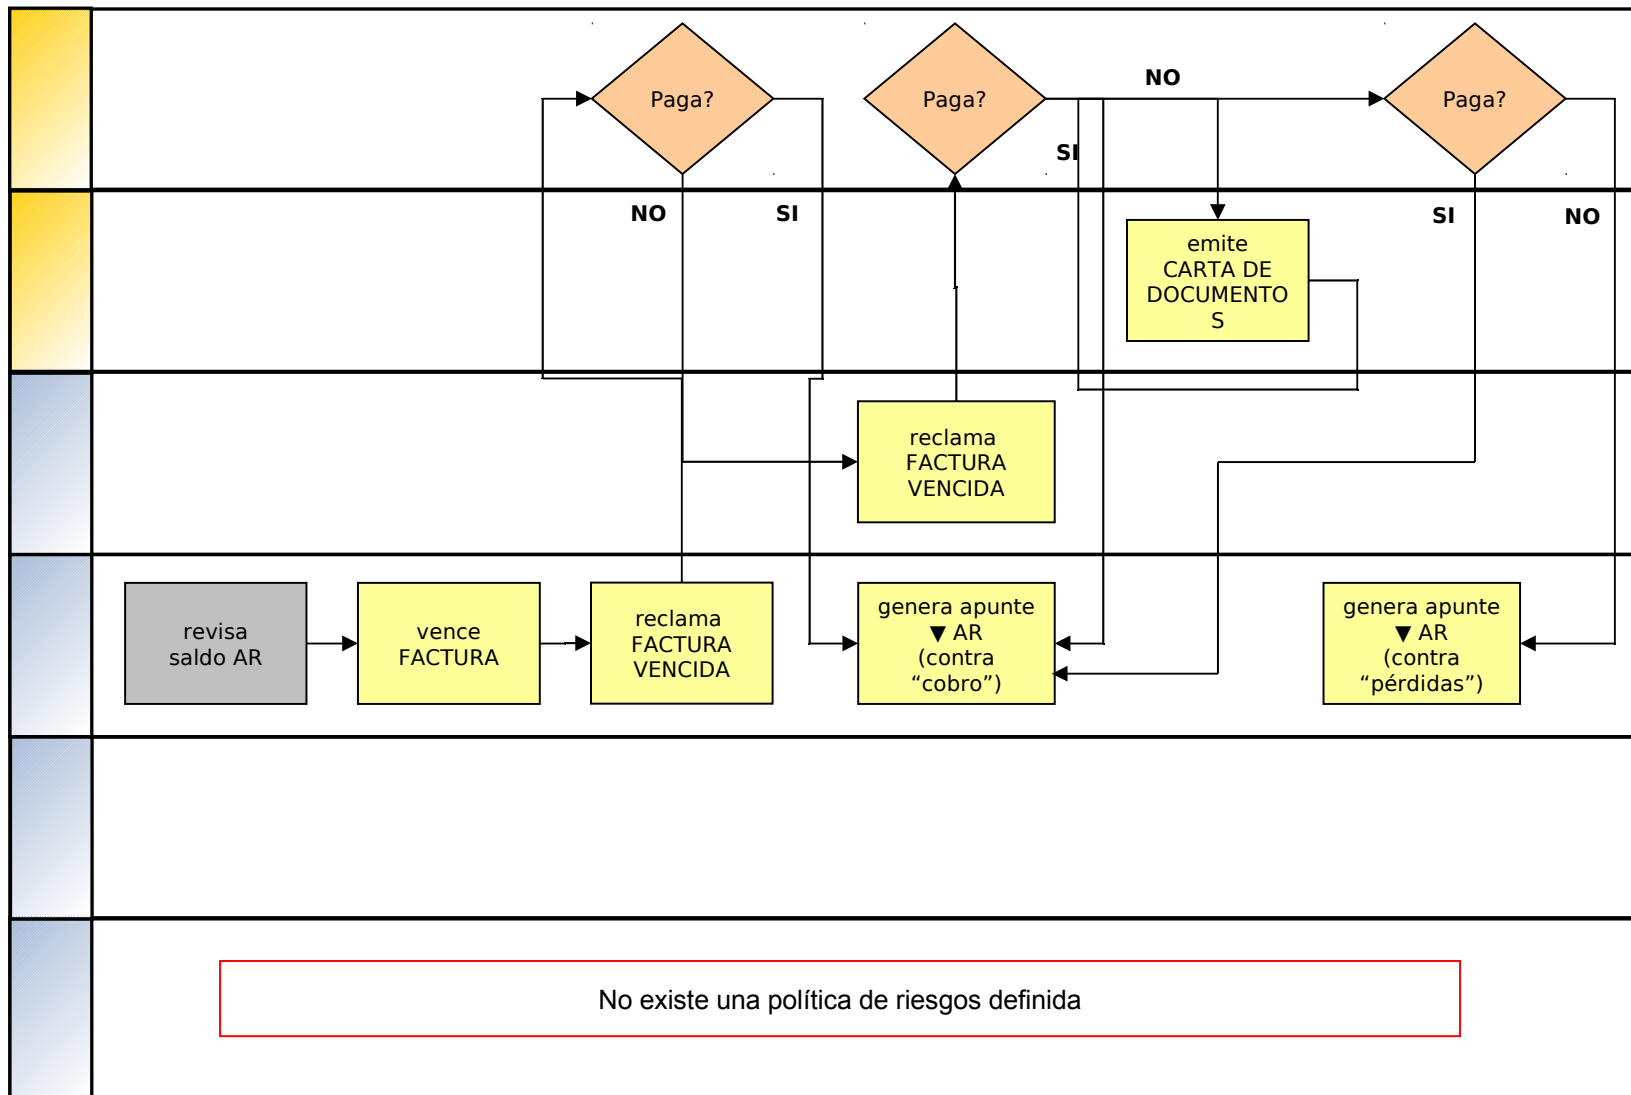 Paga?
Paga?
Paga?
NO
SI
NO
SI
SI
NO
emite
CARTA DE
DOCUMENTO
S
reclama
FACTURA
VENCIDA
revisa
saldo AR
vence
FACTURA
reclama
FACTURA
VENCIDA
genera apunte
▼ AR
(contra
“cobro”)
genera apunte
▼ AR
(contra
“pérdidas”)
No existe una política de riesgos definida